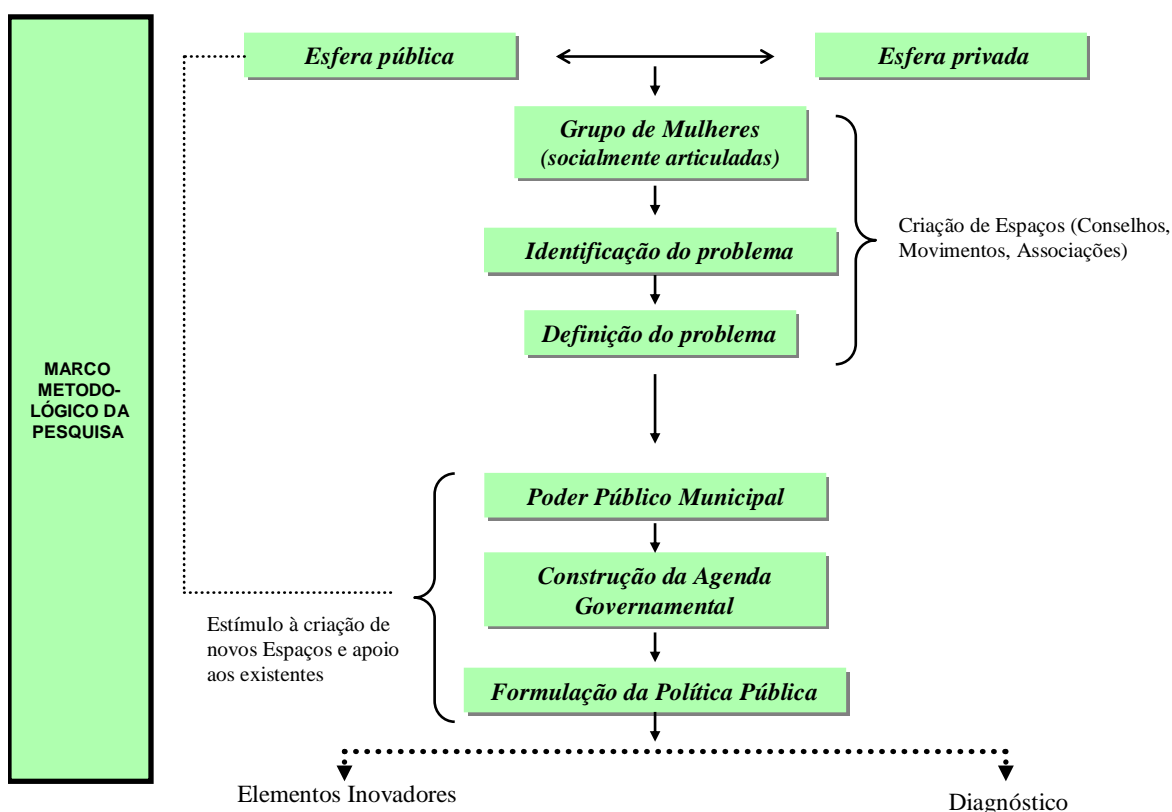 MARCO
METODO-
LÓGICO DA
PESQUISA
Esfera pública
Esfera privada
Grupo de Mulheres
(socialmente articuladas)
Identificação do problema
Definição do problema
Criação de Espaços (Conselhos,
Movimentos, Associações)
Poder Público Municipal
Construção da Agenda
Governamental
Formulação da Política Pública
Estímulo à criação de
novos Espaços e apoio
aos existentes
Elementos Inovadores
Diagnóstico